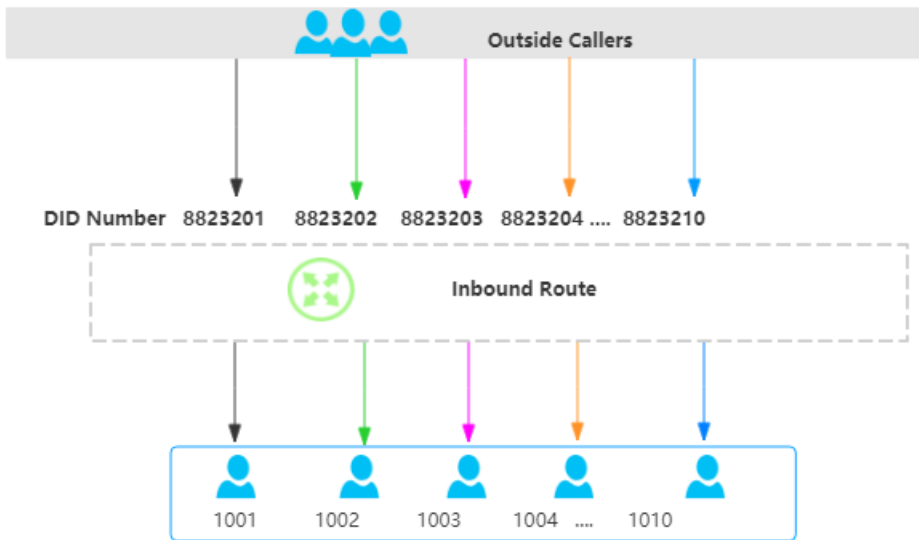 Outside Callers
DID Number 8823201 8823202 8823203 8823204 .... 8823210
Inbound Route
1001 1002 1003 1004 .... 1010